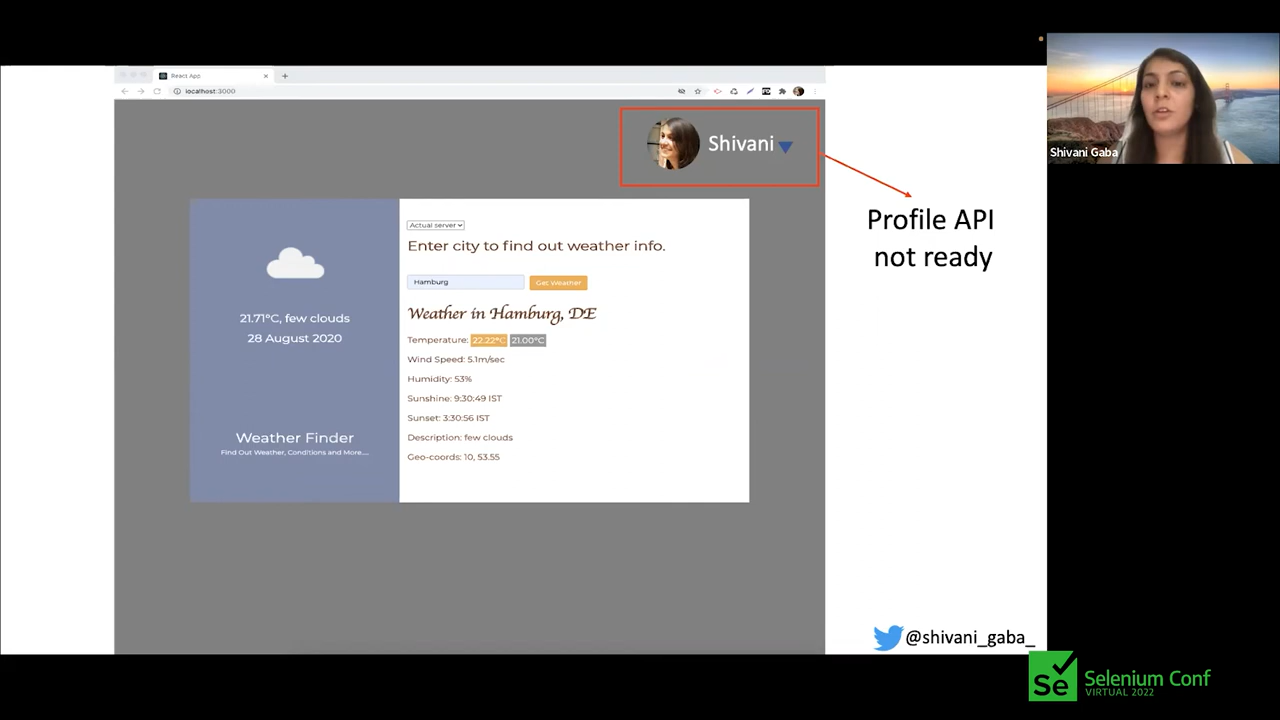 React App
localhost:3000
Shivani
Profile API
not ready
Actual server
Enter city to find out weather info.
Hamburg
Get Weather
Weather in Hamburg, DE
Temperature: 22.22°C 21.00°C
Wind Speed: 5.1m/sec
Humidity: 53%
Sunshine: 9:30:49 IST
Sunset: 3:30:56 IST
Description: few clouds
Geo-coords: 10, 53.55
21.71°C, few clouds
28 August 2020
Weather Finder
Find Out Weather, Conditions and More....
Shivani Gaba
@shivani_gaba_
Se
Selenium Conf
VIRTUAL 2022